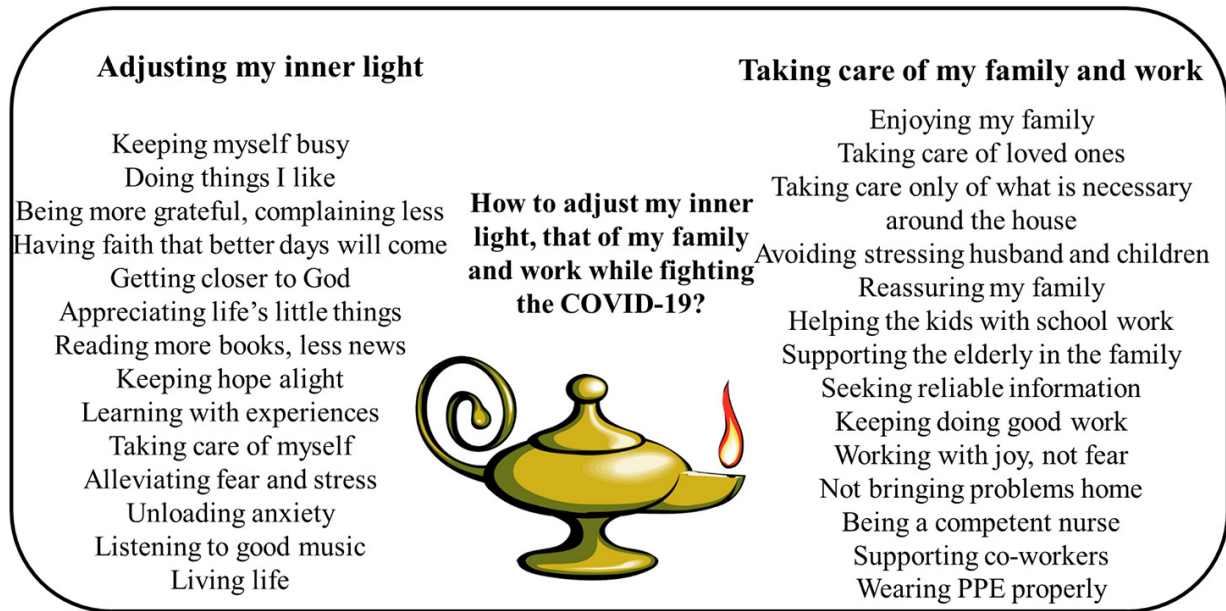 Adjusting my inner light
Keeping myself busy
Doing things I like
Being more grateful, complaining less
Having faith that better days will come
Getting closer to God
Appreciating life’s little things
Reading more books, less news
Keeping hope alight
Learning with experiences
Taking care of myself
Alleviating fear and stress
Unloading anxiety
Listening to good music
Living life
How to adjust my inner
light, that of my family
and work while fighting
the COVID-19?
Taking care of my family and work
Enjoying my family
Taking care of loved ones
Taking care only of what is necessary
around the house
Avoiding stressing husband and children
Reassuring my family
Helping the kids with school work
Supporting the elderly in the family
Seeking reliable information
Keeping doing good work
Working with joy, not fear
Not bringing problems home
Being a competent nurse
Supporting co-workers
Wearing PPE properly